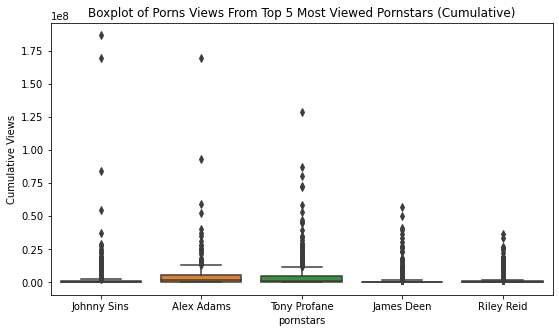 Boxplot of Porns Views From Top 5 Most Viewed Pornstars (Cumulative)
1e8
1.75
1.50
1.25
1.00
0.75
0.50
0.25
0.00
Cumulative Views
Johnny Sins Alex Adams Tony Profane James Deen Riley Reid
pornstars